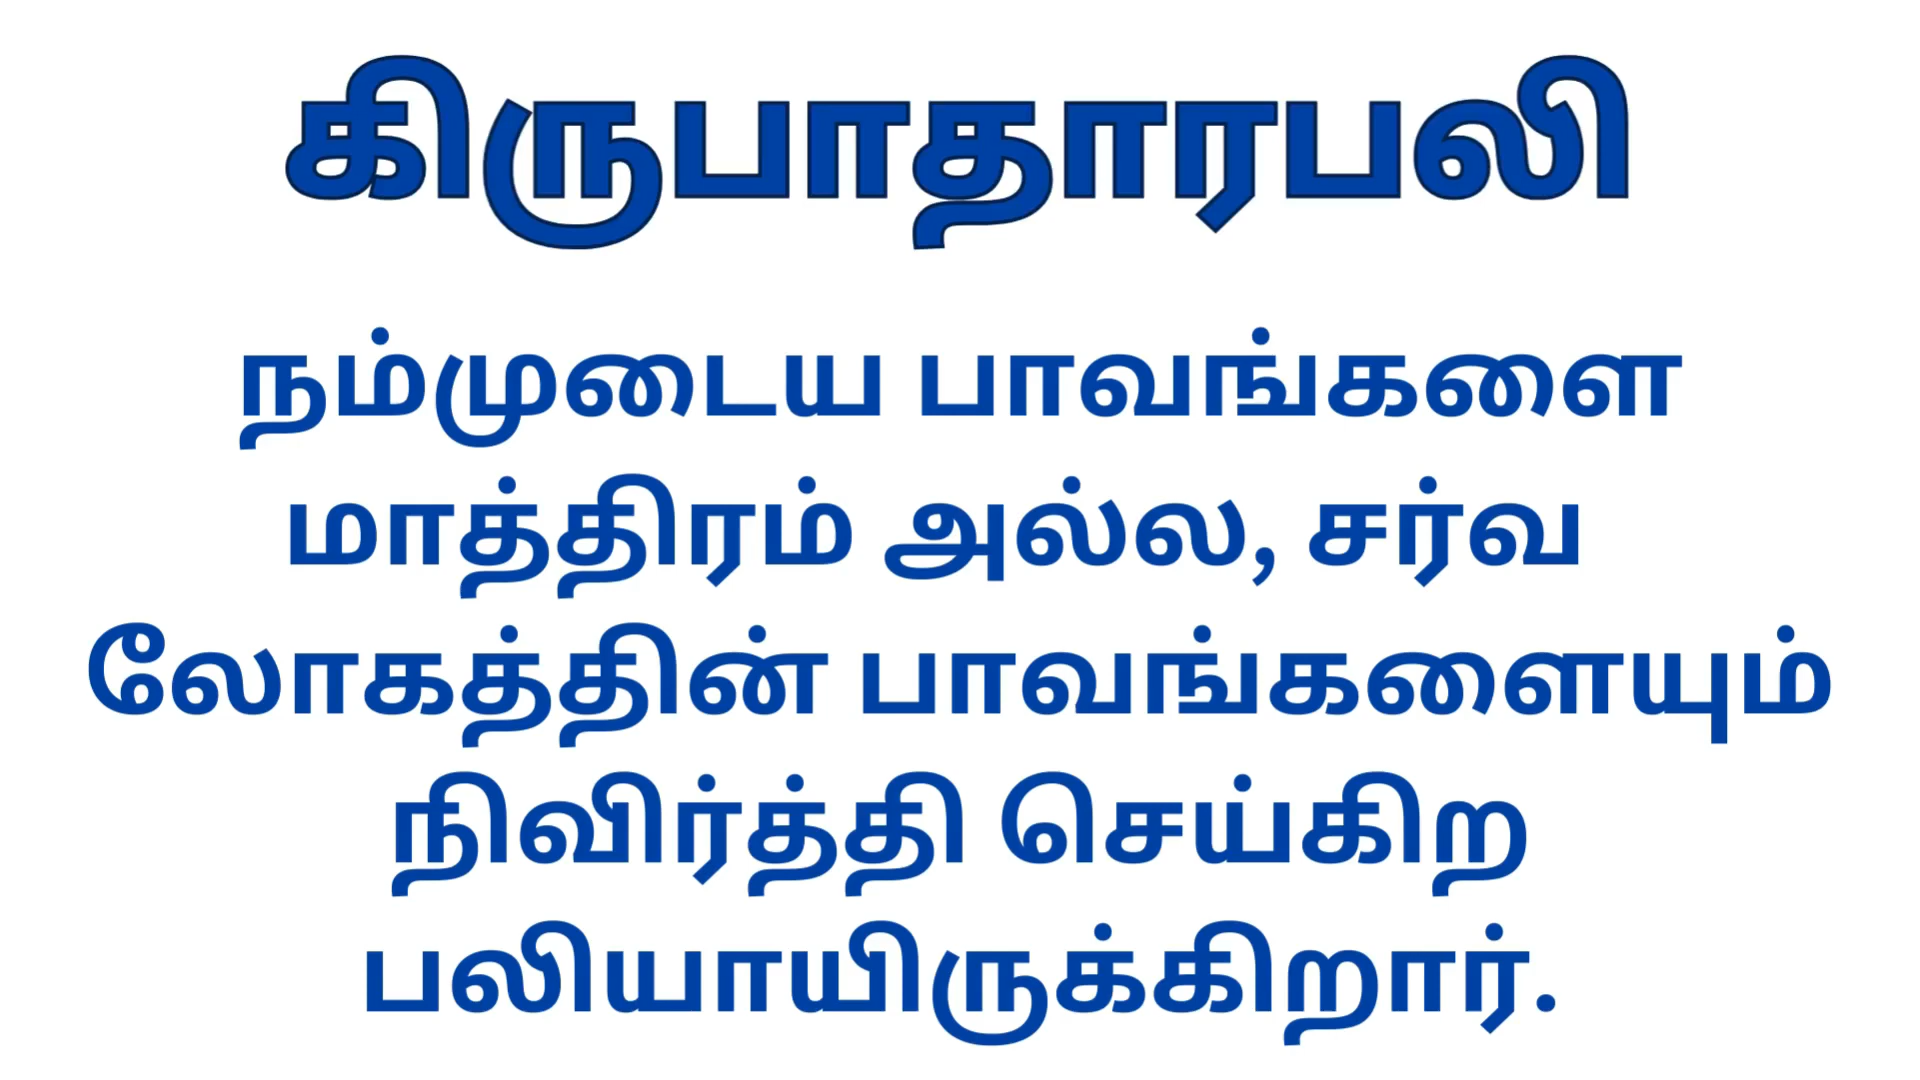 கிருபாதாரபலி
நம்முடைய பாவங்களை
மாத்திரம் அல்ல, சர்வ
லோகத்தின் பாவங்களையும்
நிவிர்த்தி செய்கிற
பலியாயிருக்கிறார்.